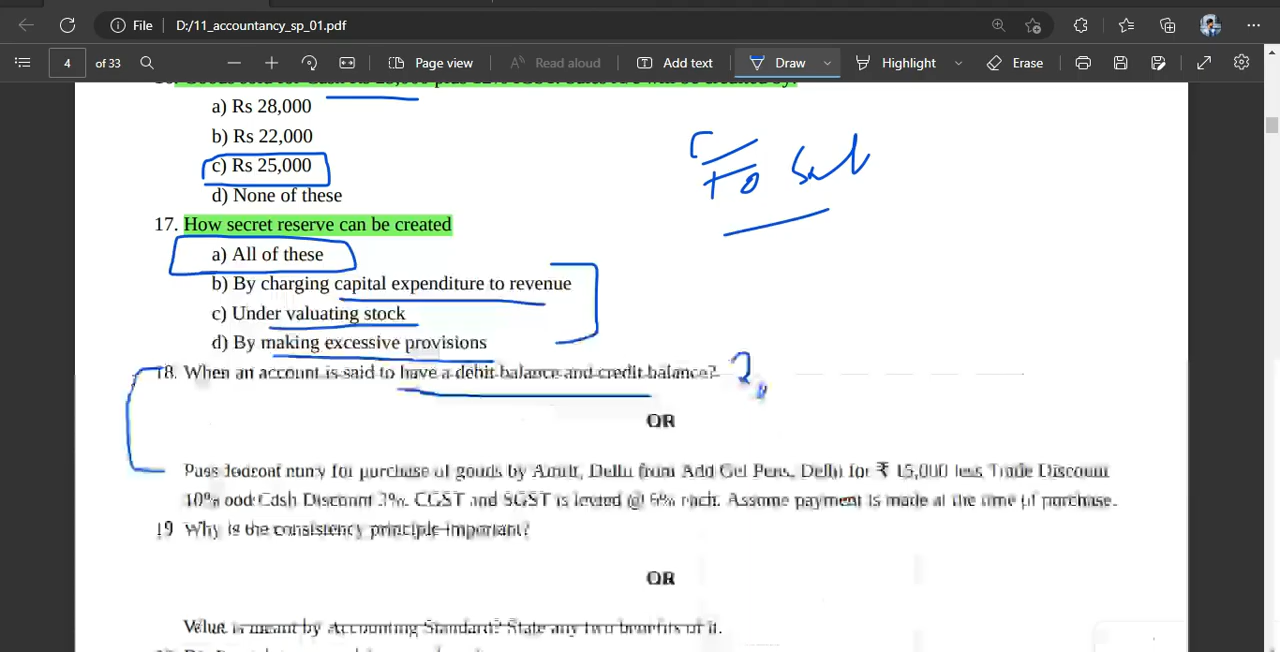 File D:/11_accountancy_sp_01.pdf
4 of 33 Page view Read aloud Add text Draw Highlight Erase
a) Rs 28,000
b) Rs 22,000
c) Rs 25,000
d) None of these
To Sal
17. How secret reserve can be created
a) All of these
b) By charging capital expenditure to revenue
c) Under valuating stock
d) By making excessive provisions
18. When an account is said to have a debit balance and credit balance?
OR
for purchase of goods by Amrit, Delhi from Add Gel Pens, Delhi for ₹ 15,000 less Trade Discount
10% and Cash Discount 3%. CGST and SGST is levied @ 6% each. Assume payment is made at the time of purchase.
19 Why is the consistency principle important?
OR
What is meant by Accounting Standard? State any two benefits of it.